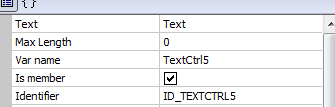 {}
Text Text
Max Length 0
Var name TextCtrl5
Is member
Identifier ID_TEXTCTRL5